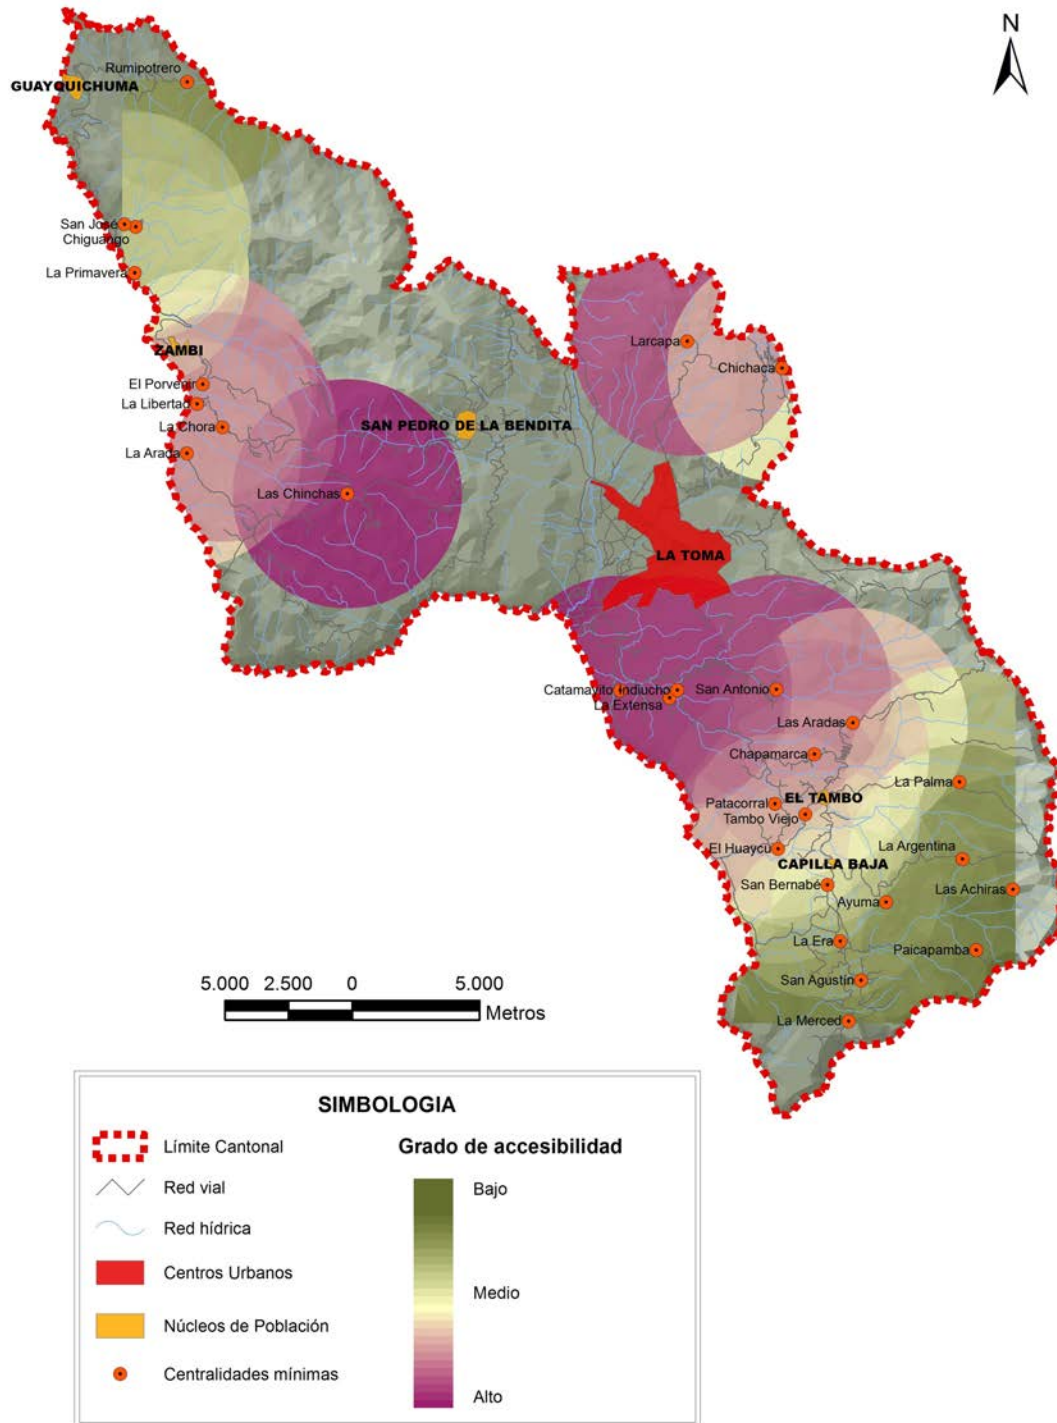 N
Rumipotrero
GUAYQUICHUMA
San José
Chiguango
La Primavera
ZAMBI
El Porvenir
La Libertad
La Chora
La Arada
Las Chinchas
SAN PEDRO DE LA BENDITA
Larcapa
Chichaca
LA TOMA
Catamayito Indiucho
La Extensa
San Antonio
Las Aradas
Chapamarca
La Palma
EL TAMBO
Patacorral
Tambo Viejo
El Huaycu
La Argentina
CAPILLA BAJA
San Bernabé
Las Achiras
Ayuma
La Era
Paicapamba
San Agustín
La Merced
5.000 2.500 0 5.000
Metros
SIMBOLOGIA
Límite Cantonal
Red vial
Red hídrica
Centros Urbanos
Núcleos de Población
Centralidades mínimas
Grado de accesibilidad
Bajo
Medio
Alto